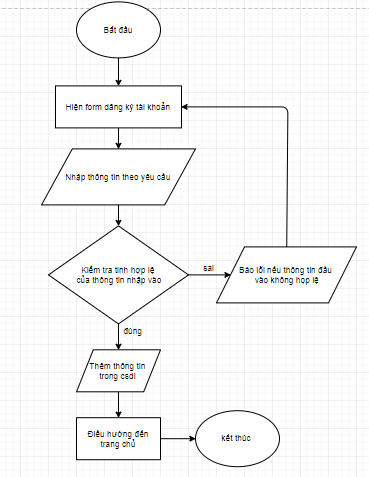 Bắt đầu
Hiện form đăng ký tài khoản
Nhập thông tin theo yêu cầu
Kiểm tra tính hợp lệ
của thông tin nhập vào
sai
Báo lỗi nếu thông tin đầu
vào không hợp lệ
đúng
Thêm thông tin
trong csdl
Điều hướng đến
trang chủ
kết thúc